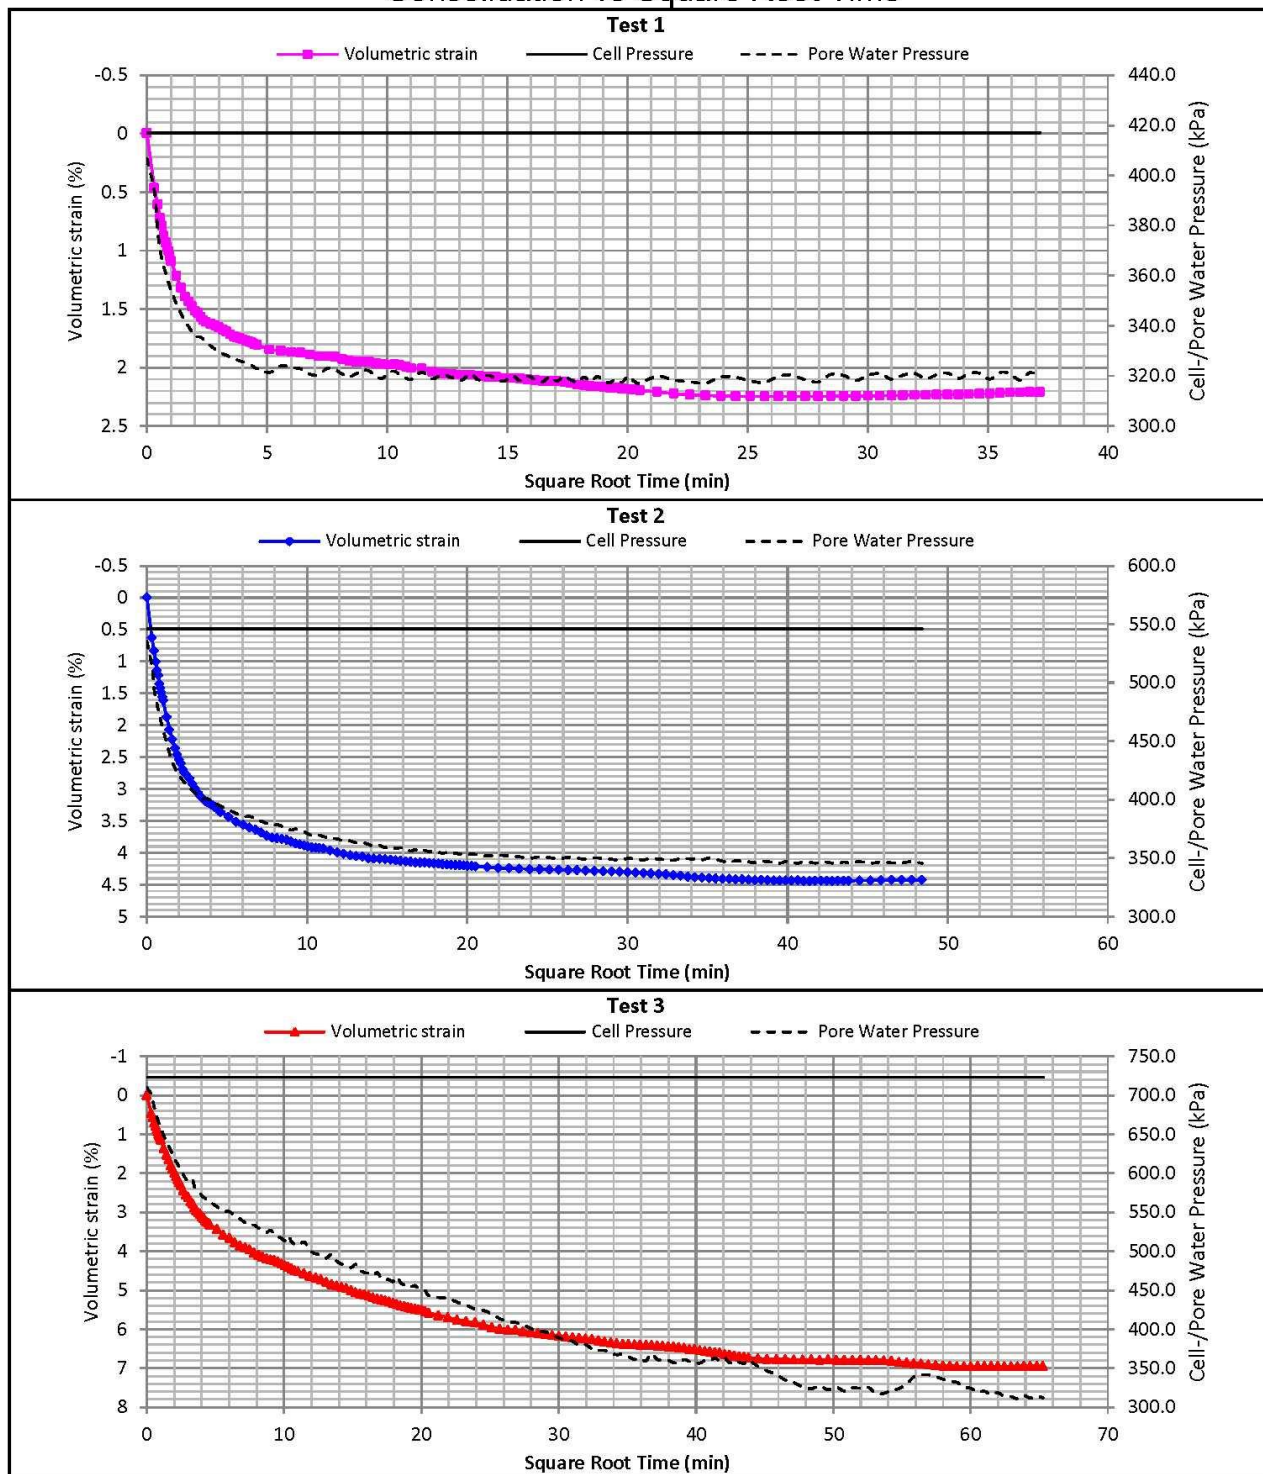 Consolidation vs Square Root Time
Test 1
Volumetric strain Cell Pressure Pore Water Pressure
-0.5 440.0
0 420.0
0.5 400.0
1 380.0
1.5 360.0
2 340.0
2.5 320.0
300.0
Volumetric strain (%)
Cell-/Pore Water Pressure (kPa)
0 5 10 15 20 25 30 35 40
Square Root Time (min)
Test 2
Volumetric strain Cell Pressure Pore Water Pressure
-0.5 600.0
0 550.0
0.5 500.0
1 450.0
1.5 400.0
2 350.0
2.5 300.0
3
3.5
4
4.5
5
Volumetric strain (%)
Cell-/Pore Water Pressure (kPa)
0 10 20 30 40 50 60
Square Root Time (min)
Test 3
Volumetric strain Cell Pressure Pore Water Pressure
-1 750.0
0 700.0
1 650.0
2 600.0
3 550.0
4 500.0
5 450.0
6 400.0
7 350.0
8 300.0
Volumetric strain (%)
Cell-/Pore Water Pressure (kPa)
0 10 20 30 40 50 60 70
Square Root Time (min)